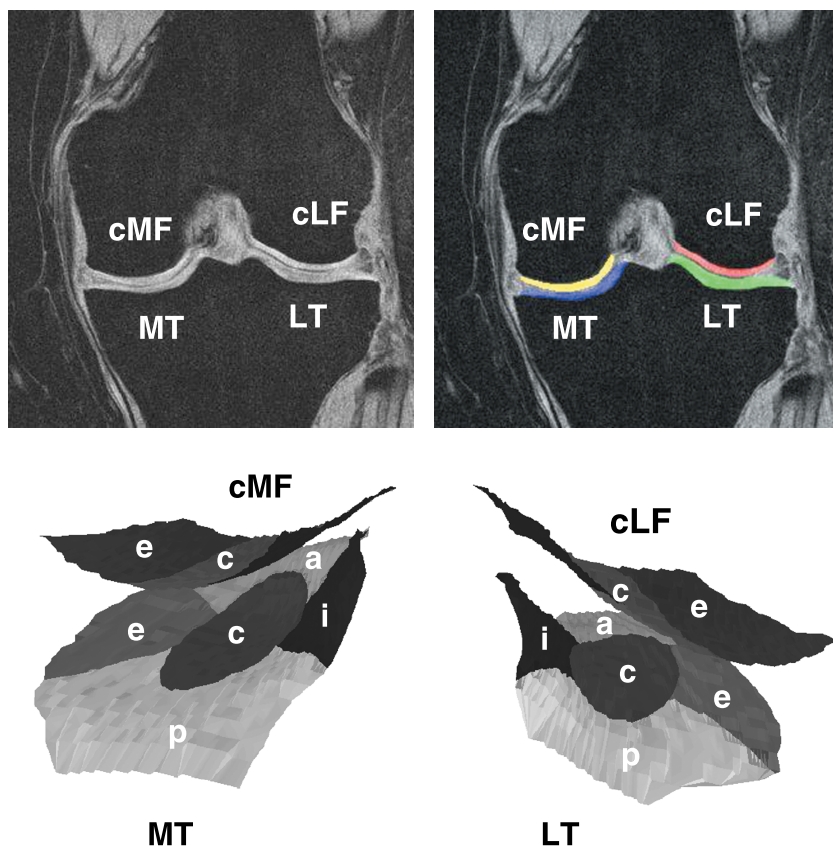 cMF cLF
MT LT
cMF cLF
MT LT
cMF
e c a
e c i
p
MT
cLF
c e
i a
c e
p
LT